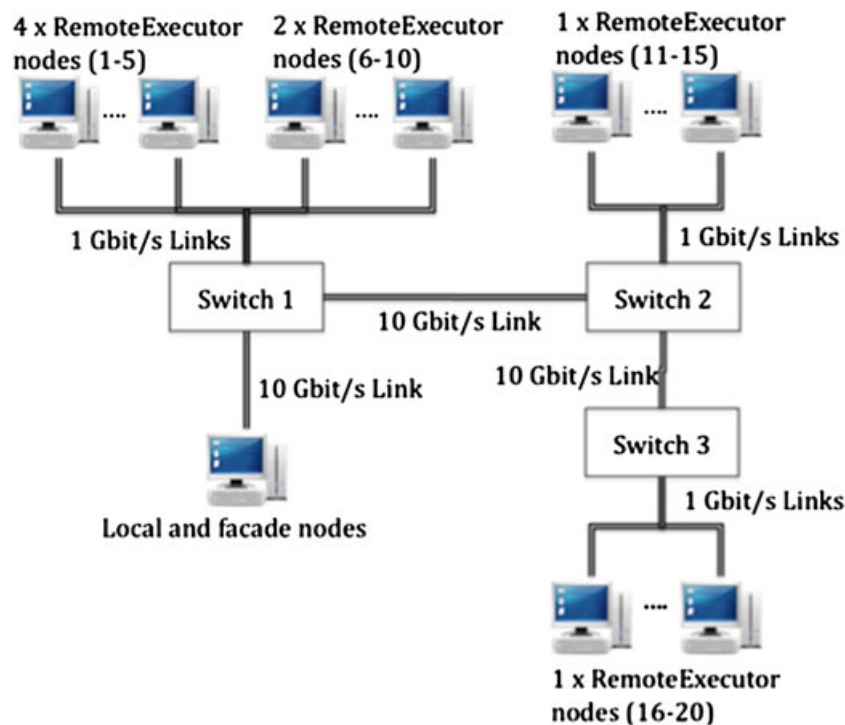 4 x RemoteExecutor
nodes (1-5)
2 x RemoteExecutor
nodes (6-10)
1 x RemoteExecutor
nodes (11-15)
....
....
....
1 Gbit/s Links
1 Gbit/s Links
Switch 1
Switch 2
10 Gbit/s Link
10 Gbit/s Link
10 Gbit/s Link
Switch 3
1 Gbit/s Links
Local and facade nodes
....
1 x RemoteExecutor
nodes (16-20)